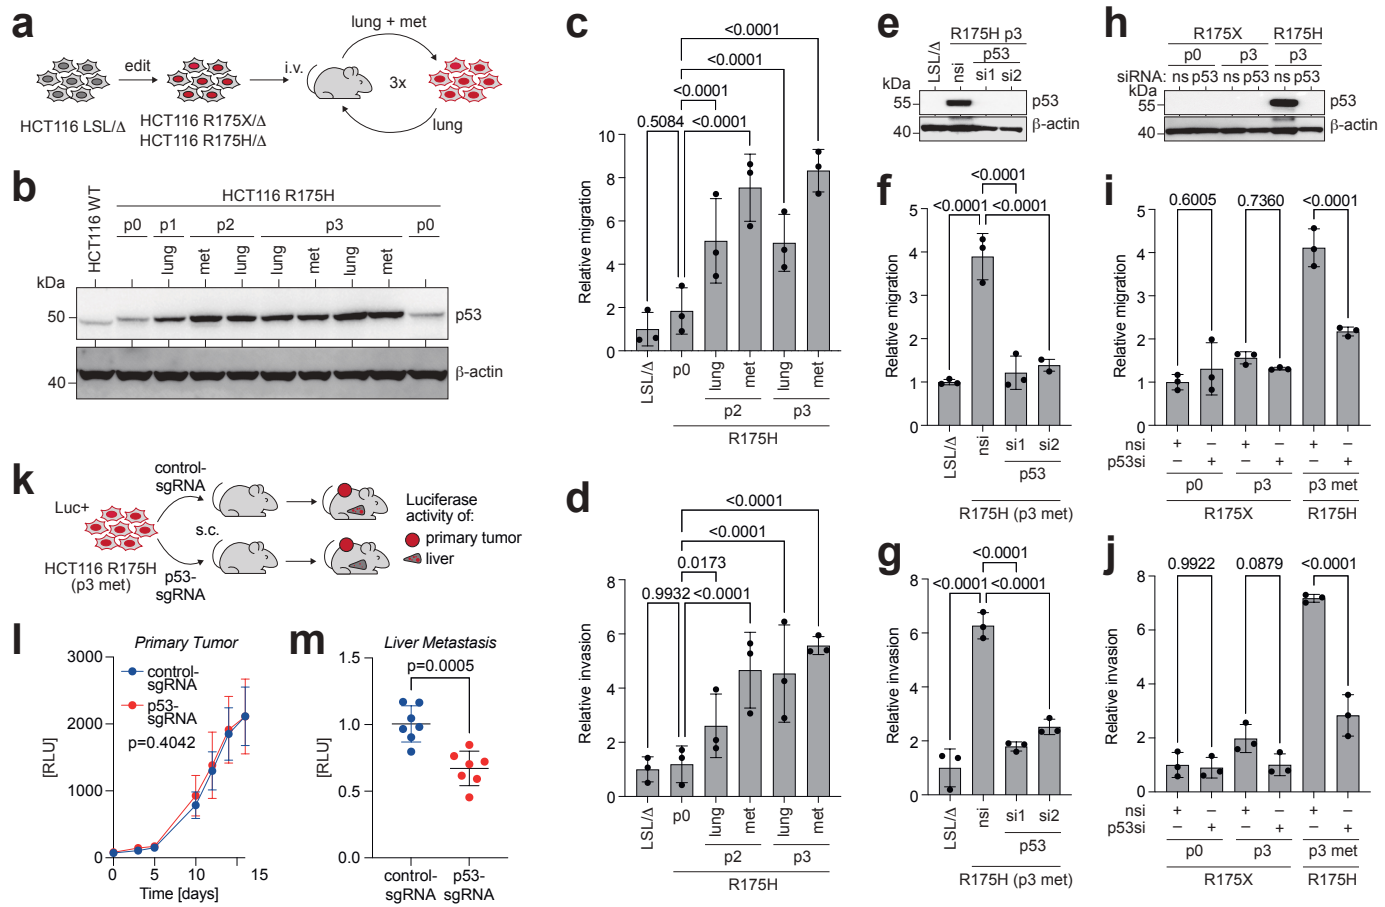 a
lung + met
edit
i.v.
3x
lung
HCT116 LSL/Δ
HCT116 R175X/Δ
HCT116 R175H/Δ
b
HCT116 WT
HCT116 R175H
p0
p1
p2
p3
p0
lung
met
lung
lung
met
lung
met
kDa
50
p53
40
β-actin
c
<0.0001
<0.0001
0.5084
<0.0001
Relative migration
10
8
6
4
2
0
LSL/Δ
p0
lung
met
lung
met
p2
p3
R175H
d
<0.0001
<0.0001
0.0173
0.9932
<0.0001
Relative invasion
8
6
4
2
0
LSL/Δ
p0
lung
met
lung
met
p2
p3
R175H
e
R175H p3
LSL/Δ
nsi
p53
si1
si2
kDa
55
p53
40
β-actin
f
<0.0001
<0.0001
<0.0001
Relative migration
5
4
3
2
1
0
LSL/Δ
nsi
si1
si2
p53
R175H (p3 met)
g
<0.0001
<0.0001
<0.0001
Relative invasion
8
6
4
2
0
LSL/Δ
nsi
si1
si2
p53
R175H (p3 met)
h
R175X
R175H
p0
p3
p3
siRNA: ns p53 ns p53 ns p53
kDa
55
p53
40
β-actin
i
0.6005
0.7360
<0.0001
Relative migration
5
4
3
2
1
0
nsi + – + – + –
p53si – + – + – +
p0
p3
p3 met
R175X
R175H
j
0.9922
0.0879
<0.0001
Relative invasion
8
6
4
2
0
nsi + – + – + –
p53si – + – + – +
p0
p3
p3 met
R175X
R175H
k
Luc+
control-
sgRNA
s.c.
p53-
sgRNA
HCT116 R175H
(p3 met)
Luciferase
activity of:
primary tumor
liver
l
Primary Tumor
control-
sgRNA
p53-
sgRNA
p=0.4042
[RLU]
3000
2000
1000
0
0
5
10
15
Time [days]
m
Liver Metastasis
p=0.0005
[RLU]
1.5
1.0
0.5
0.0
control-
sgRNA
p53-
sgRNA